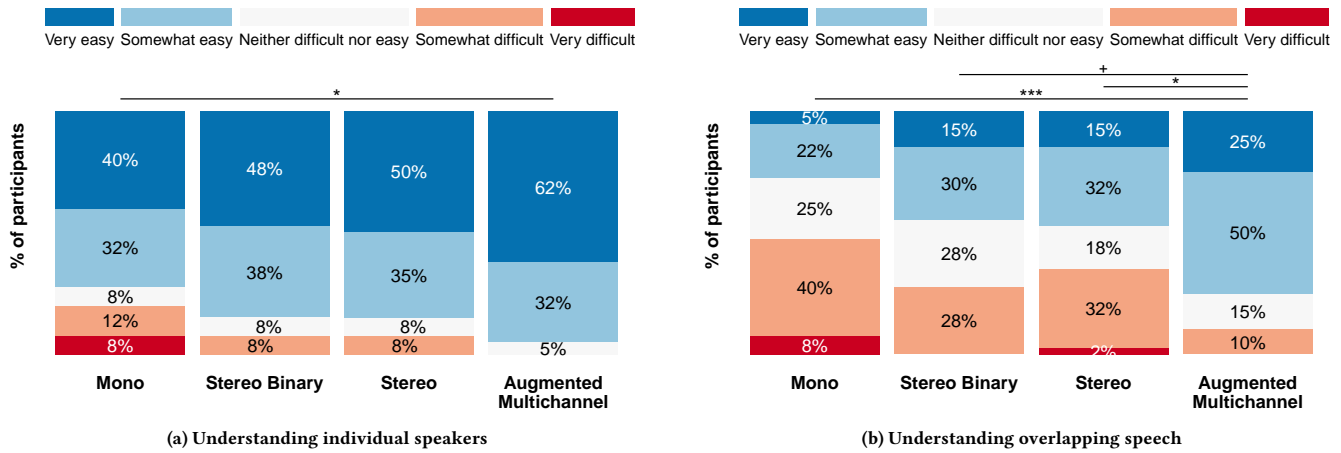 Very easy Somewhat easy Neither difficult nor easy Somewhat difficult Very difficult
*
% of participants
40% 48% 50% 62%
32% 38% 35% 32%
8% 8% 8% 5%
12% 8% 8%
8%
Mono Stereo Binary Stereo Augmented
Multichannel
(a) Understanding individual speakers
Very easy Somewhat easy Neither difficult nor easy Somewhat difficult Very difficult
+
*
***
% of participants
5% 15% 15% 25%
22% 30% 32% 50%
25% 28% 18% 15%
40% 28% 32% 10%
8% 2%
Mono Stereo Binary Stereo Augmented
Multichannel
(b) Understanding overlapping speech